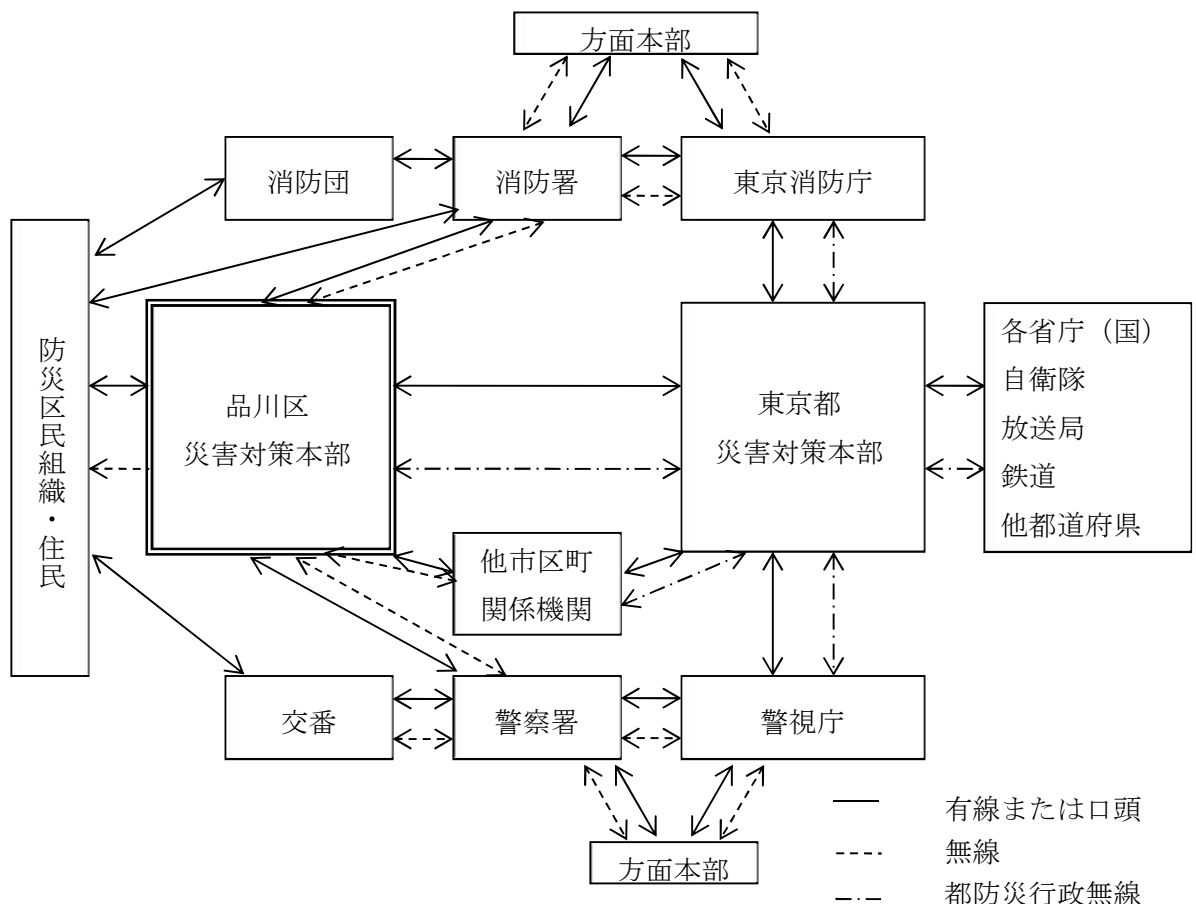 方面本部
消防団
消防署
東京消防庁
防災区民組織・住民
品川区
災害対策本部
東京都
災害対策本部
各省庁（国）
自衛隊
放送局
鉄道
他都道府県
他市区町
関係機関
交番
警察署
警視庁
方面本部
有線または口頭
無線
都防災行政無線